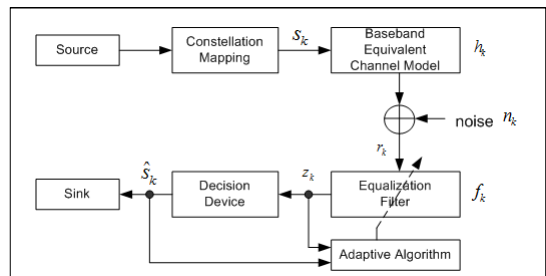 Source
Constellation
Mapping
s_k
Baseband
Equivalent
Channel Model
h_k
noise n_k
r_k
Sink
ŝ_k
Decision
Device
z_k
Equalization
Filter
f_k
Adaptive Algorithm